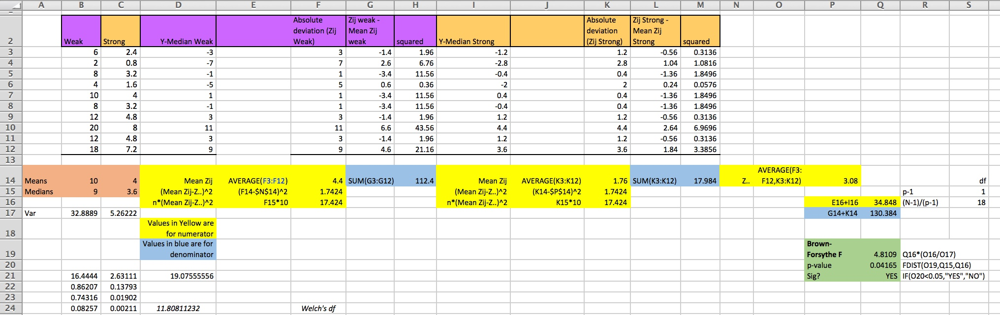 A B C D E F G H I J K L M N O P Q R S
2 Weak Strong Y-Median Weak Absolute deviation (Zij Weak) Zij weak - Mean Zij weak squared Y-Median Strong Absolute deviation (Zij Strong) Zij Strong - Mean Zij Strong squared
3 6 2.4 -3 3 -1.4 1.96 -1.2 1.2 -0.56 0.3136
4 2 0.8 -7 7 2.6 6.76 -2.8 2.8 1.04 1.0816
5 8 3.2 -1 1 -3.4 11.56 -0.4 0.4 -1.36 1.8496
6 4 1.6 -5 5 0.6 0.36 -2 2 0.24 0.0576
7 10 4 1 1 -3.4 11.56 0.4 0.4 -1.36 1.8496
8 8 3.2 -1 1 -3.4 11.56 -0.4 0.4 -1.36 1.8496
9 12 4.8 3 3 -1.4 1.96 1.2 1.2 -0.56 0.3136
10 20 8 11 11 6.6 43.56 4.4 4.4 2.64 6.9696
11 12 4.8 3 3 -1.4 1.96 1.2 1.2 -0.56 0.3136
12 18 7.2 9 9 4.6 21.16 3.6 3.6 1.84 3.3856
13
14 Means 10 4 Mean Zij AVERAGE(F3:F12) 4.4 SUM(G3:G12) 112.4 Mean Zij AVERAGE(K3:K12) 1.76 SUM(K3:K12) 17.984 Z.. AVERAGE(F3:F12,K3:K12) 3.08 df
15 Medians 9 3.6 (Mean Zij-Z..)^2 (F14-$N$14)^2 1.7424 (Mean Zij-Z..)^2 (K14-$P$14)^2 1.7424 p-1 1
16 n*(Mean Zij-Z..)^2 F15*10 17.424 n*(Mean Zij-Z..)^2 K15*10 17.424 E16+I16 34.848 (N-1)/(p-1) 18
17 Var 32.8889 5.26222 G14+K14 130.384
18 Values in Yellow are for numerator
19 Values in blue are for denominator Brown-Forsythe F 4.8109 Q16*(O16/O17)
20 p-value 0.04165 FDIST(O19,Q15,Q16)
21 16.4444 2.63111 19.07555556 Sig? YES IF(O20<0.05,"YES","NO")
22 0.86207 0.13793
23 0.74316 0.01902
24 0.08257 0.00211 11.80811232 Welch's df